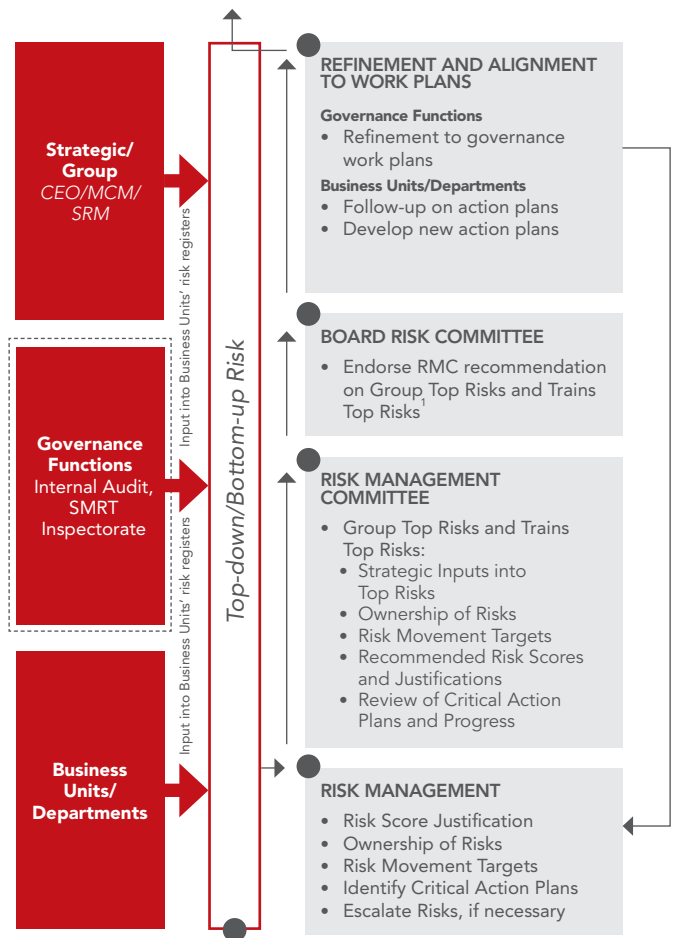 Strategic/
Group
CEO/MCM/
SRM
Governance
Functions
Internal Audit,
SMRT
Inspectorate
Business
Units/
Departments
Input into Business Units' risk registers
Input into Business Units' risk registers
Top-down/Bottom-up Risk
REFINEMENT AND ALIGNMENT
TO WORK PLANS
Governance Functions
• Refinement to governance
work plans
Business Units/Departments
• Follow-up on action plans
• Develop new action plans
BOARD RISK COMMITTEE
• Endorse RMC recommendation
on Group Top Risks and Trains
Top Risks¹
RISK MANAGEMENT
COMMITTEE
• Group Top Risks and Trains
Top Risks:
• Strategic Inputs into
Top Risks
• Ownership of Risks
• Risk Movement Targets
• Recommended Risk Scores
and Justifications
• Review of Critical Action
Plans and Progress
RISK MANAGEMENT
• Risk Score Justification
• Ownership of Risks
• Risk Movement Targets
• Identify Critical Action Plans
• Escalate Risks, if necessary